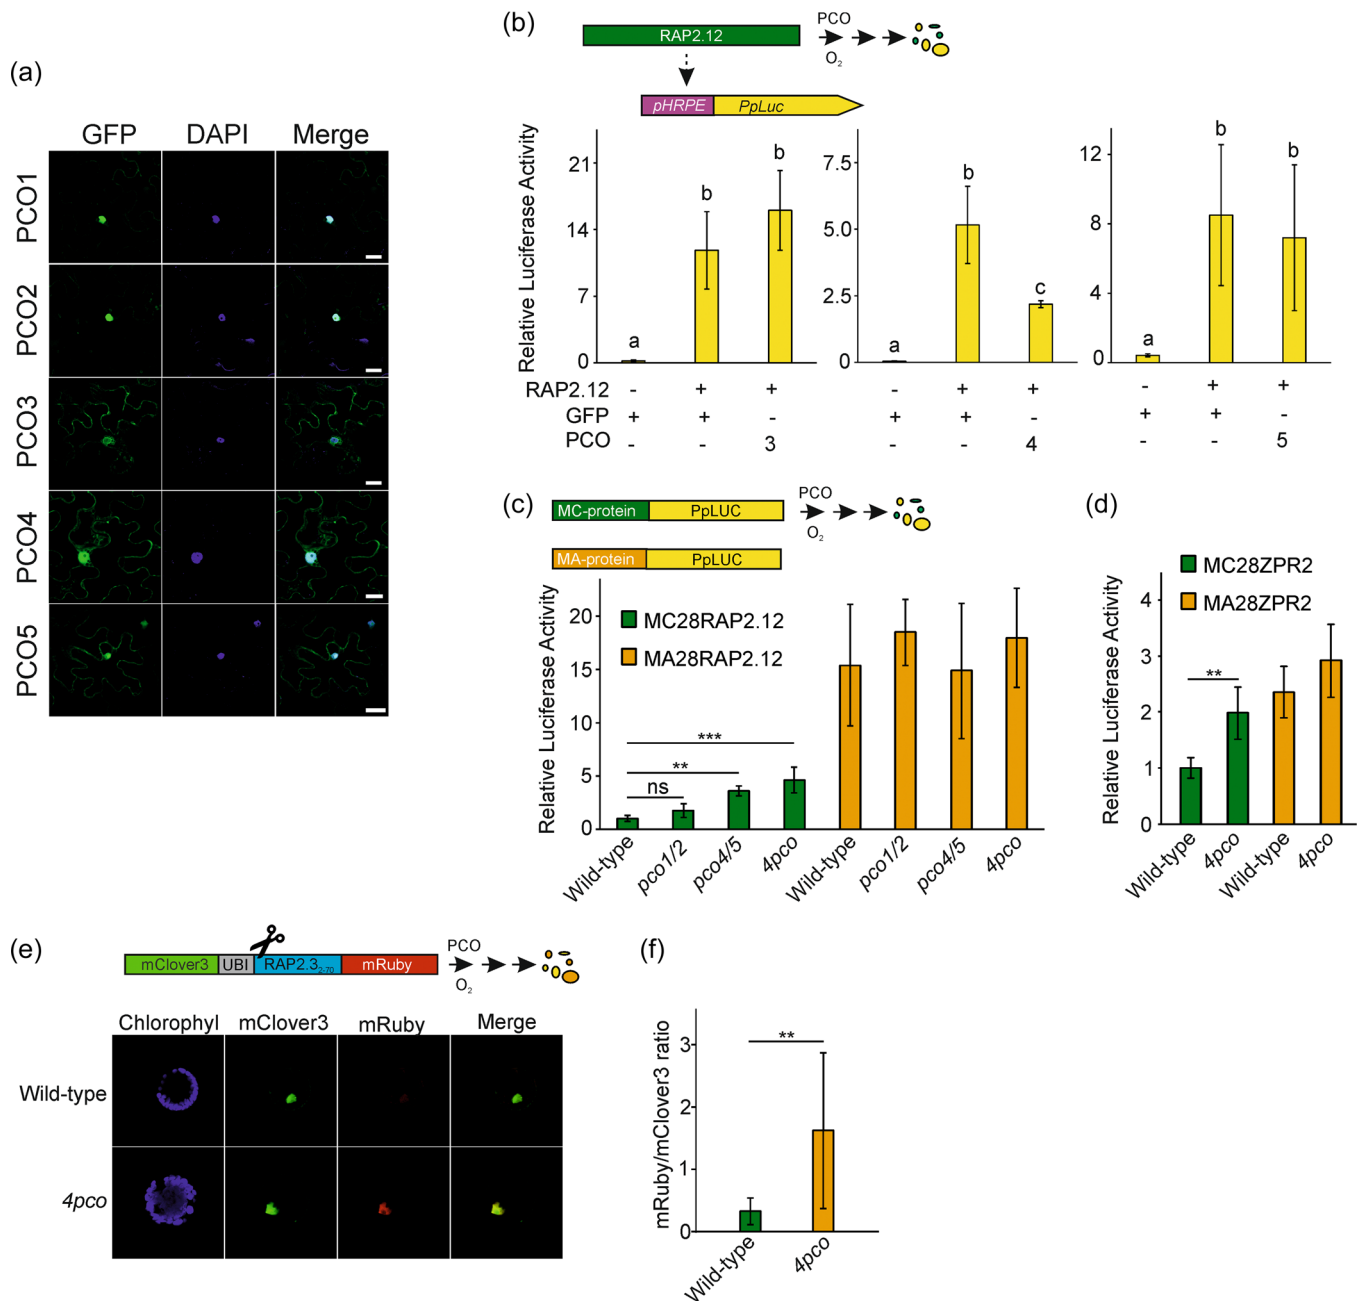 (a)
GFP DAPI Merge
PCO1
PCO2
PCO3
PCO4
PCO5
(b)
RAP2.12
PCO
O2
pHRPE PpLuc
Relative Luciferase Activity
21
14
7
0
a
b
b
7.5
5.0
2.5
0
a
b
c
12
8
4
0
a
b
b
RAP2.12 - + + - + + - + +
GFP + + - + + - + + -
PCO - - 3 - - 4 - - 5
(c)
MC-protein PpLUC
PCO
O2
MA-protein PpLUC
Relative Luciferase Activity
20
15
10
5
0
MC28RAP2.12
MA28RAP2.12
***
**
ns
Wild-type pco1/2 pco4/5 4pco Wild-type pco1/2 pco4/5 4pco
(d)
MC28ZPR2
MA28ZPR2
Relative Luciferase Activity
4
3
2
1
0
**
Wild-type 4pco Wild-type 4pco
(e)
mClover3 UBI RAP2.32-70 mRuby
PCO
O2
Chlorophyl mClover3 mRuby Merge
Wild-type
4pco
(f)
mRuby/mClover3 ratio
3
2
1
0
**
Wild-type 4pco